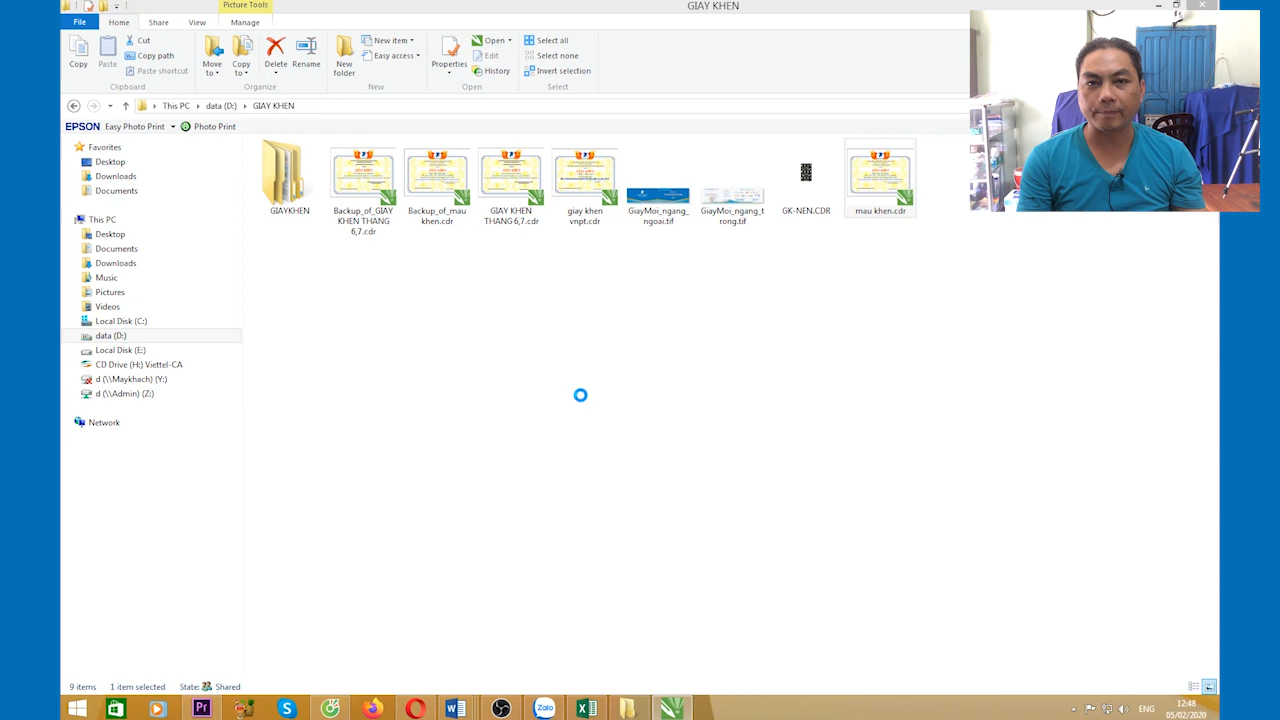 Picture Tools
GIAY KHEN
File Home Share View Manage
Copy
Paste
Cut
Copy path
Paste shortcut
Clipboard
Move to
Copy to
Delete
Rename
Organize
New folder
New item
Easy access
New
Properties
Open
Edit
History
Open
Select all
Select none
Invert selection
Select
This PC data (D:) GIAY KHEN
EPSON Easy Photo Print Photo Print
Favorites
Desktop
Downloads
Documents
This PC
Desktop
Documents
Downloads
Music
Pictures
Videos
Local Disk (C:)
data (D:)
Local Disk (E:)
CD Drive (H:) Viettel-CA
d (\\Maykhach) (Y:)
d (\\Admin) (Z:)
Network
GIAYKHEN
Backup_of_GIAY
KHEN THANG
6,7.cdr
Backup_of_mau
khen.cdr
GIAY KHEN
THANG 6,7.cdr
giay khen
vnpt.cdr
GiayMoi_ngang_
ngoai.tif
GiayMoi_ngang_t
rong.tif
GK-NEN.CDR
mau khen.cdr
9 items 1 item selected State: Shared
Pr
Zalo
ENG
12:48
05/02/2020